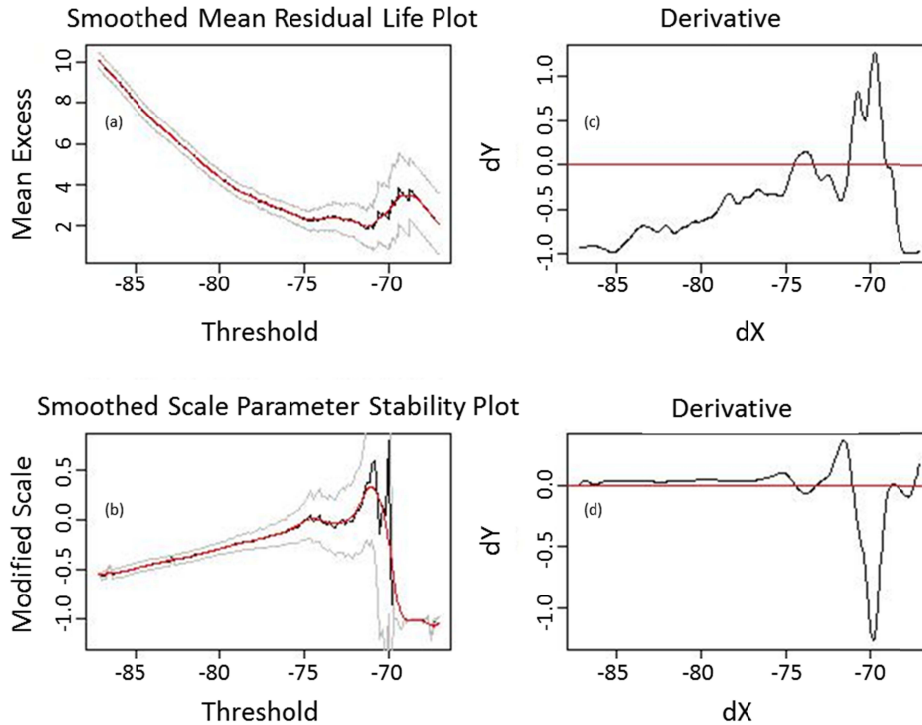 Smoothed Mean Residual Life Plot
Derivative
Mean Excess
10
8
6
4
2
(a)
-85 -80 -75 -70
Threshold
dY
1.0
0.5
0.0
-0.5
-1.0
(c)
-85 -80 -75 -70
dX
Smoothed Scale Parameter Stability Plot
Derivative
Modified Scale
0.5
0.0
-0.5
-1.0
(b)
-85 -80 -75 -70
Threshold
dY
0.0
-0.5
-1.0
(d)
-85 -80 -75 -70
dX